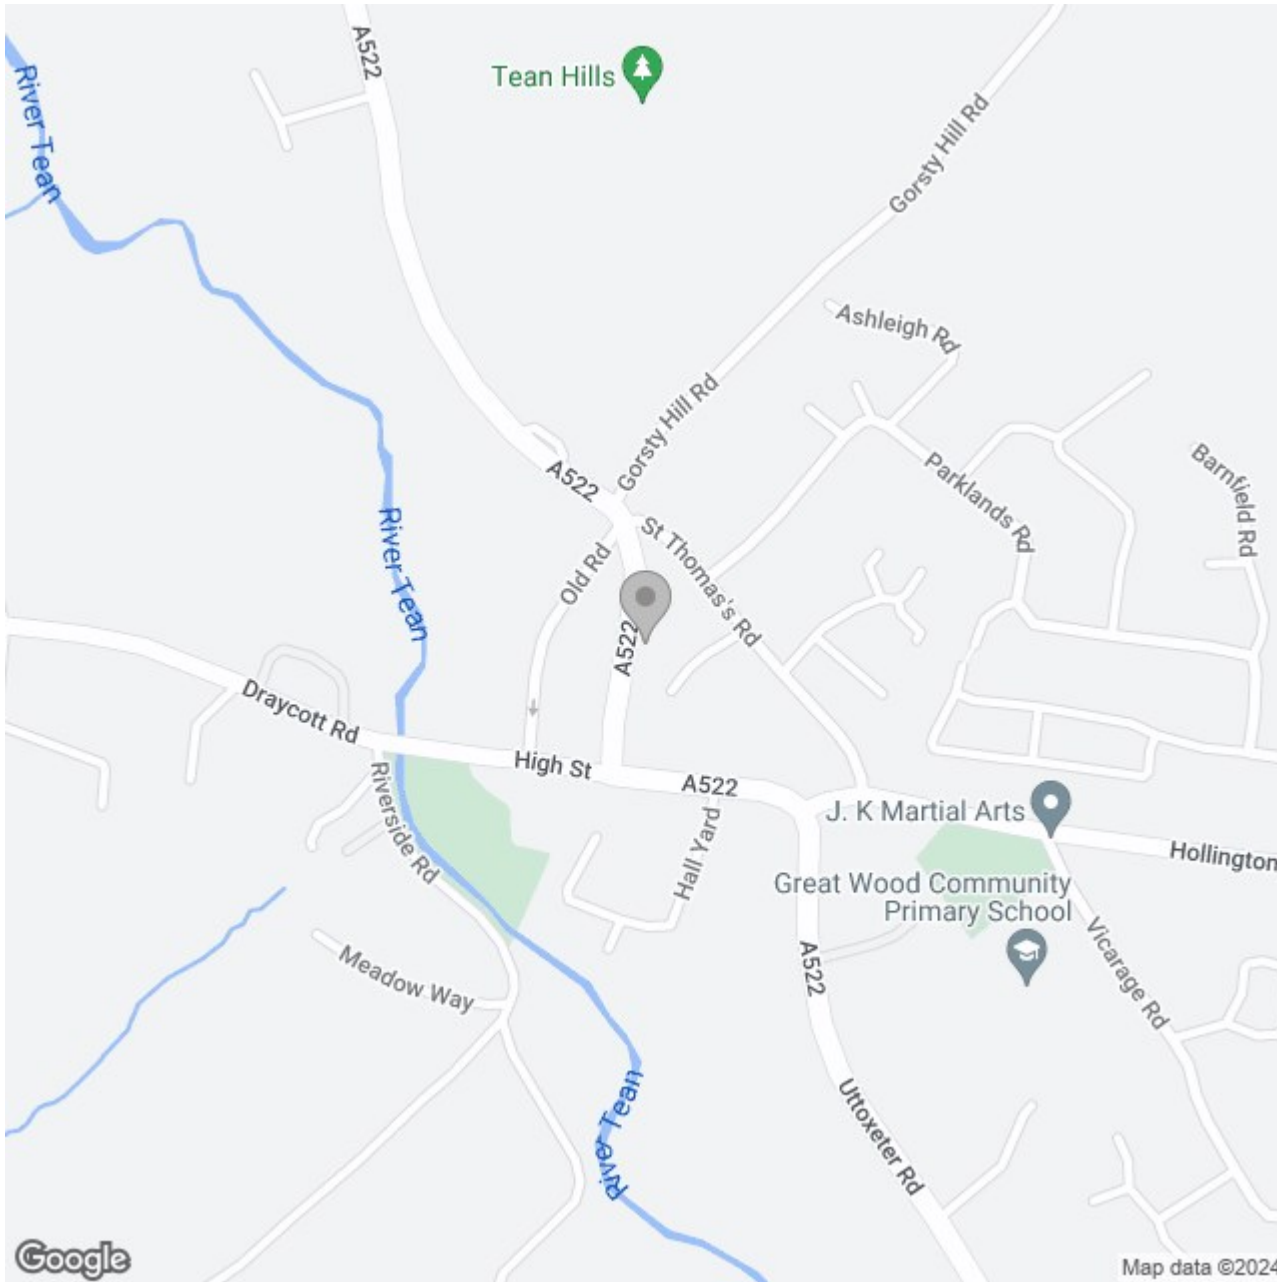 A522
Tean Hills
River Tean
Gorsty Hill Rd
Ashleigh Rd
Gorsty Hill Rd
A522
Parklands Rd
Barnfield Rd
St Thomas's Rd
River Tean
Old Rd
A522
Draycott Rd
High St
A522
Riverside Rd
J. K Martial Arts
Hollington
Hall Yard
Great Wood Community
Primary School
Vicarage Rd
Meadow Way
A522
River Tean
Uttoxeter Rd
Google
Map data ©2024